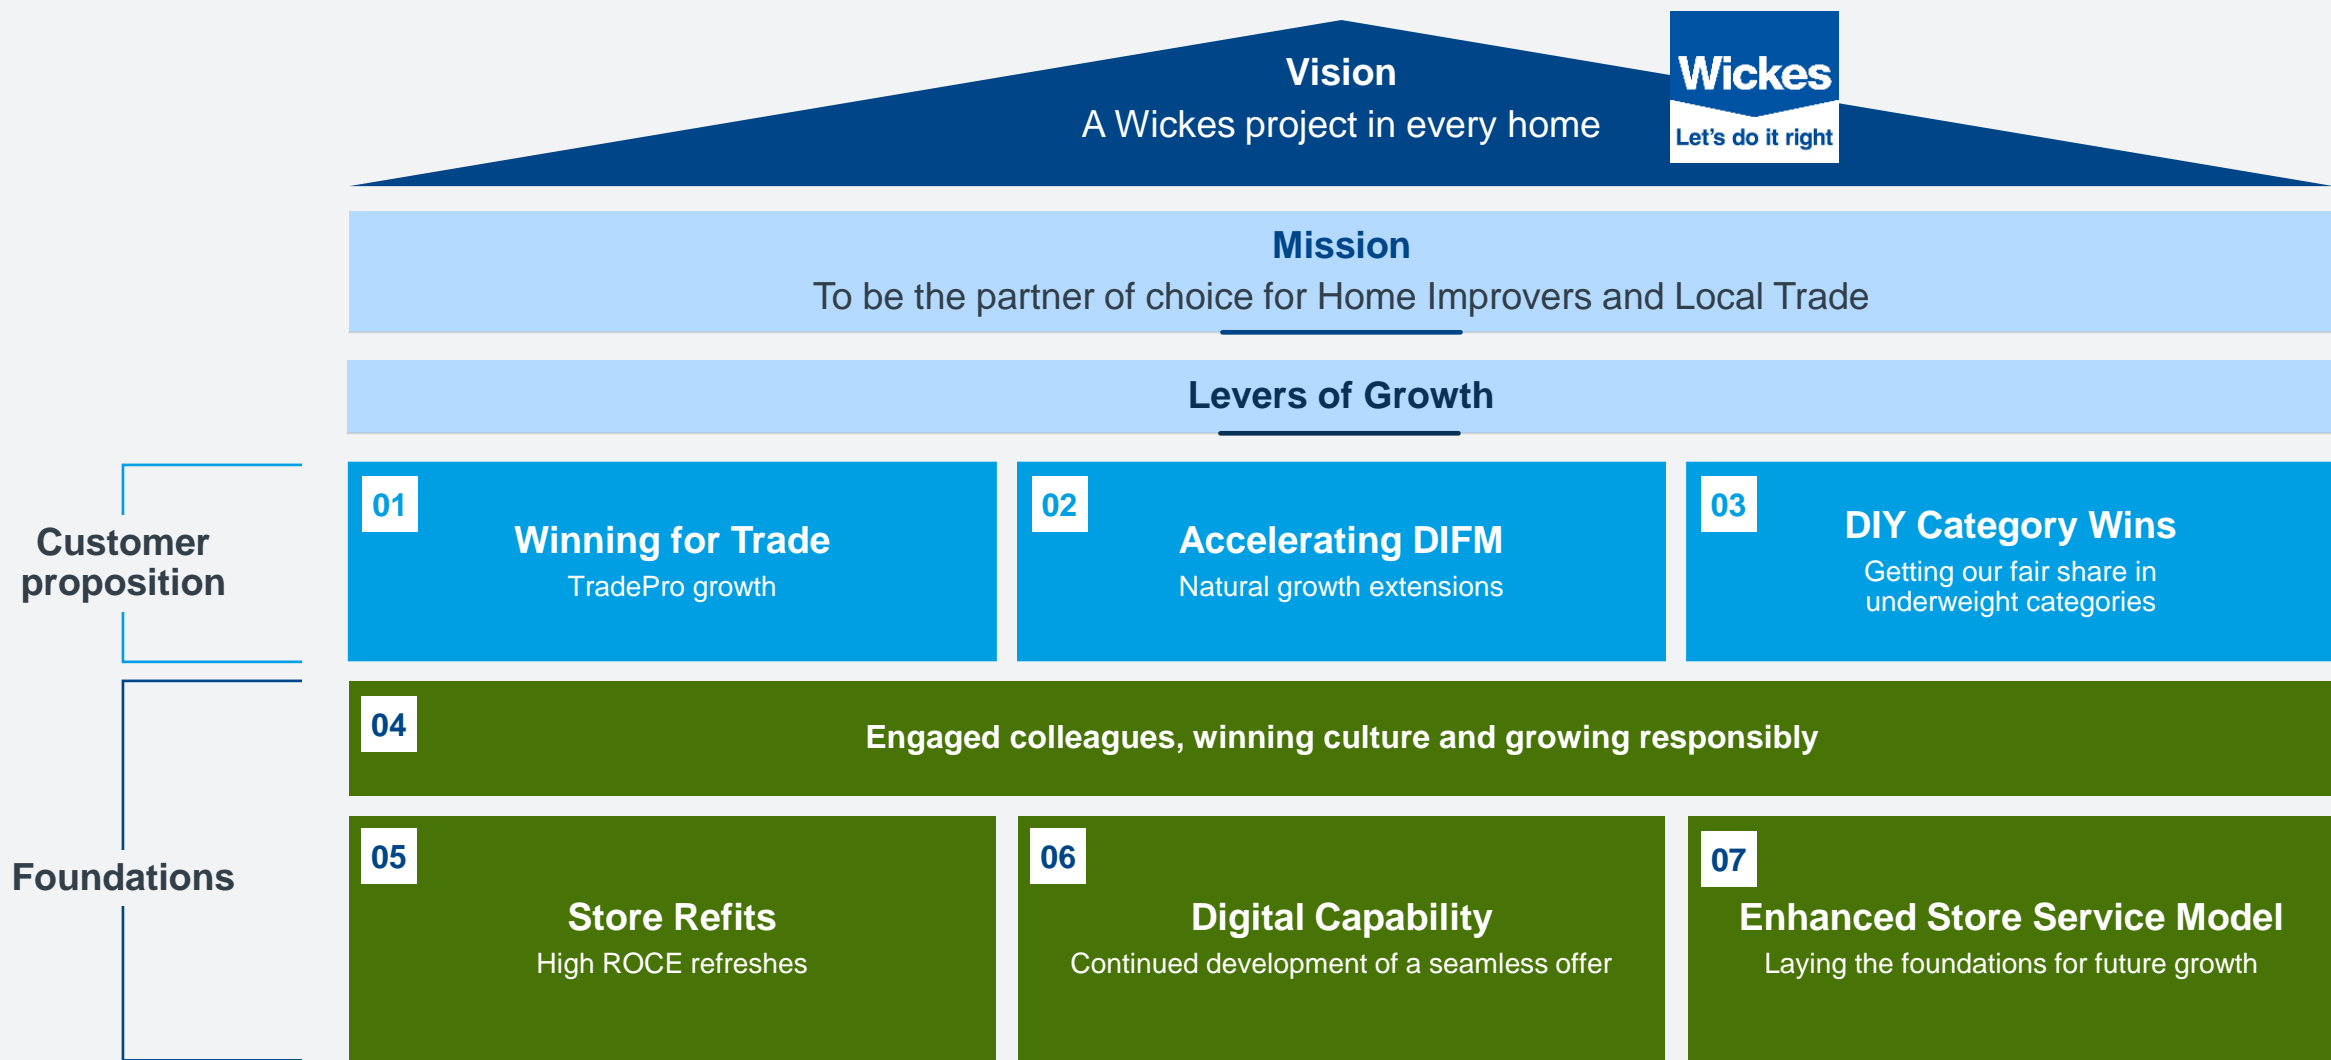 Vision
A Wickes project in every home
Wickes
Let's do it right
Mission
To be the partner of choice for Home Improvers and Local Trade
Levers of Growth
Customer
proposition
01
Winning for Trade
TradePro growth
02
Accelerating DIFM
Natural growth extensions
03
DIY Category Wins
Getting our fair share in
underweight categories
Foundations
04
Engaged colleagues, winning culture and growing responsibly
05
Store Refits
High ROCE refreshes
06
Digital Capability
Continued development of a seamless offer
07
Enhanced Store Service Model
Laying the foundations for future growth